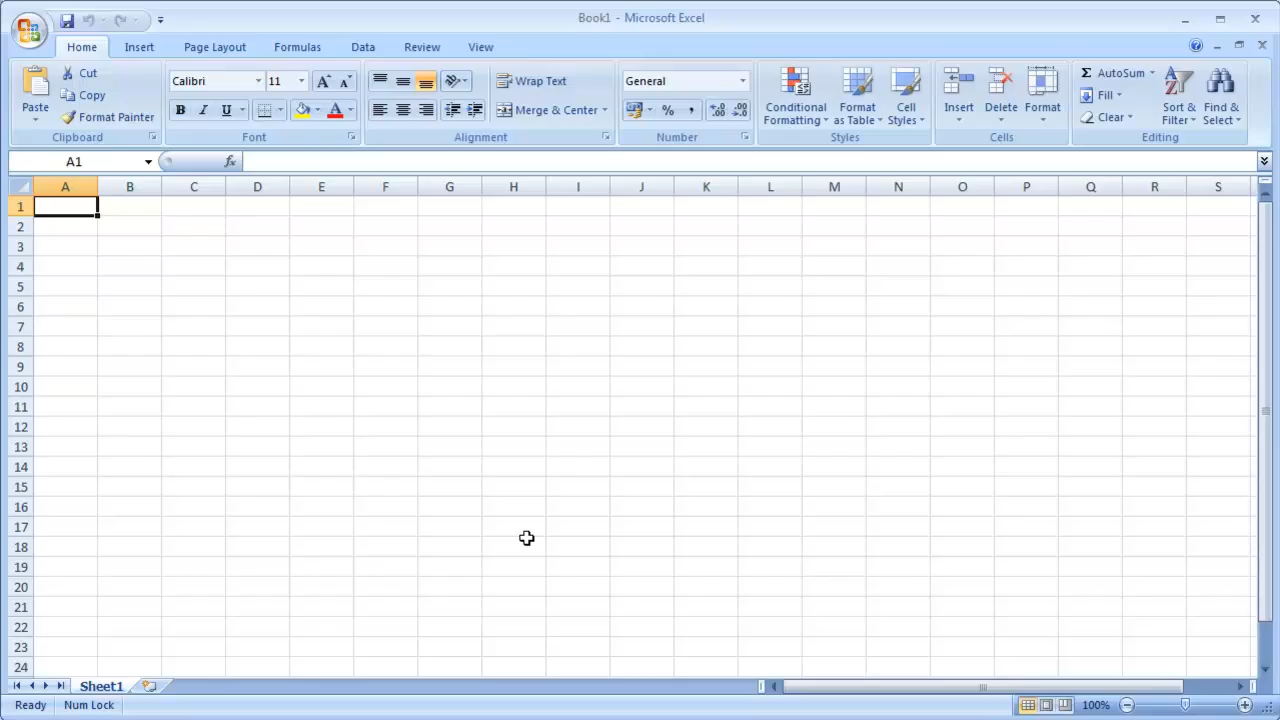 Book1 - Microsoft Excel
Home Insert Page Layout Formulas Data Review View
Cut
Copy
Format Painter
Paste
Clipboard
Calibri 11
B I U A
Font
Wrap Text
Merge & Center
Alignment
General
% ,
Number
Conditional Formatting
Format as Table
Cell Styles
Styles
Insert Delete Format
Cells
Σ AutoSum
Fill
Clear
Sort & Filter
Find & Select
Editing
A1 fx
A B C D E F G H I J K L M N O P Q R S
1
2
3
4
5
6
7
8
9
10
11
12
13
14
15
16
17
18
19
20
21
22
23
24
Sheet1
Ready Num Lock 100%